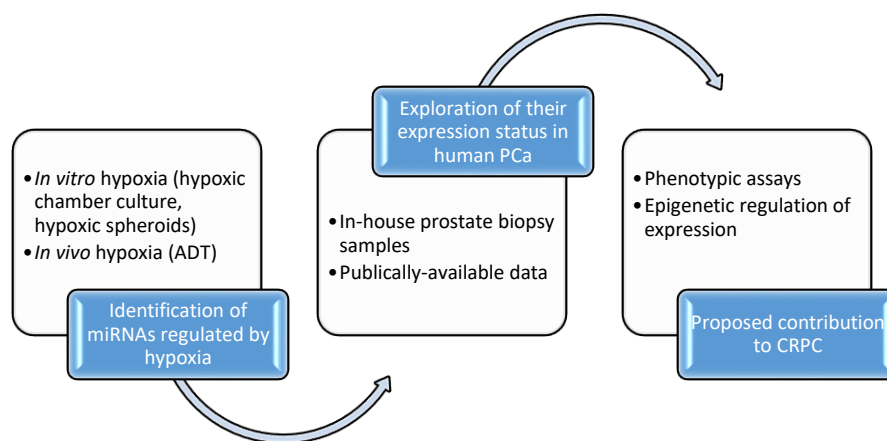 •In vitro hypoxia (hypoxic
chamber culture,
hypoxic spheroids)
•In vivo hypoxia (ADT)
Identification of
miRNAs regulated by
hypoxia
Exploration of their
expression status in
human PCa
•In-house prostate biopsy
samples
•Publically-available data
•Phenotypic assays
•Epigenetic regulation of
expression
Proposed contribution
to CRPC